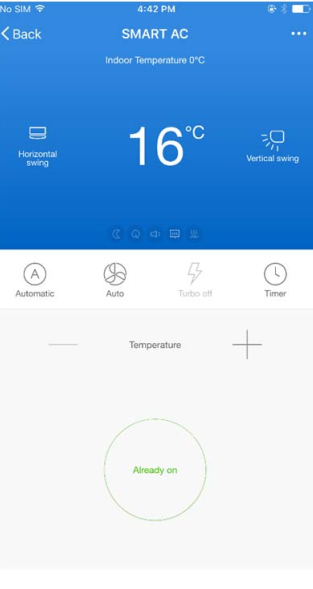 No SIM 4:42 PM
Back SMART AC
Indoor Temperature 0°C
16°C
Horizontal
swing
Vertical swing
A
Automatic Auto Turbo off Timer
Temperature
Already on